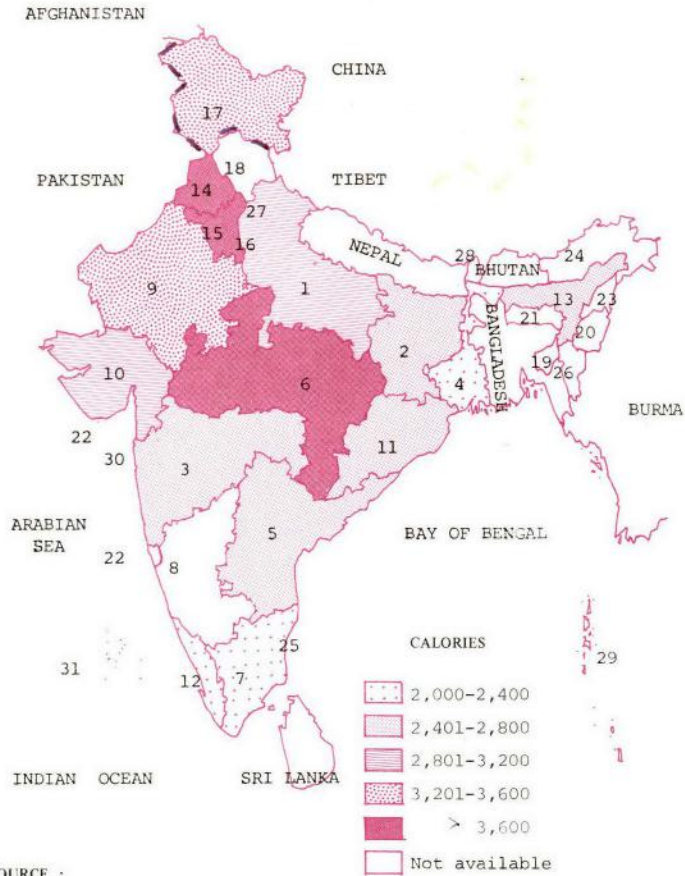 AFGHANISTAN
CHINA
17
18
PAKISTAN
TIBET
14
27
15
16
NEPAL
28
BHUTAN
24
9
1
13
23
21
20
2
BANGLADESH
19
26
10
6
4
BURMA
22
30
3
11
ARABIAN
SEA
5
BAY OF BENGAL
22
8
25
31
12
7
29
CALORIES
2,000-2,400
2,401-2,800
2,801-3,200
3,201-3,600
> 3,600
Not available
INDIAN OCEAN
SRI LANKA
OURCE :